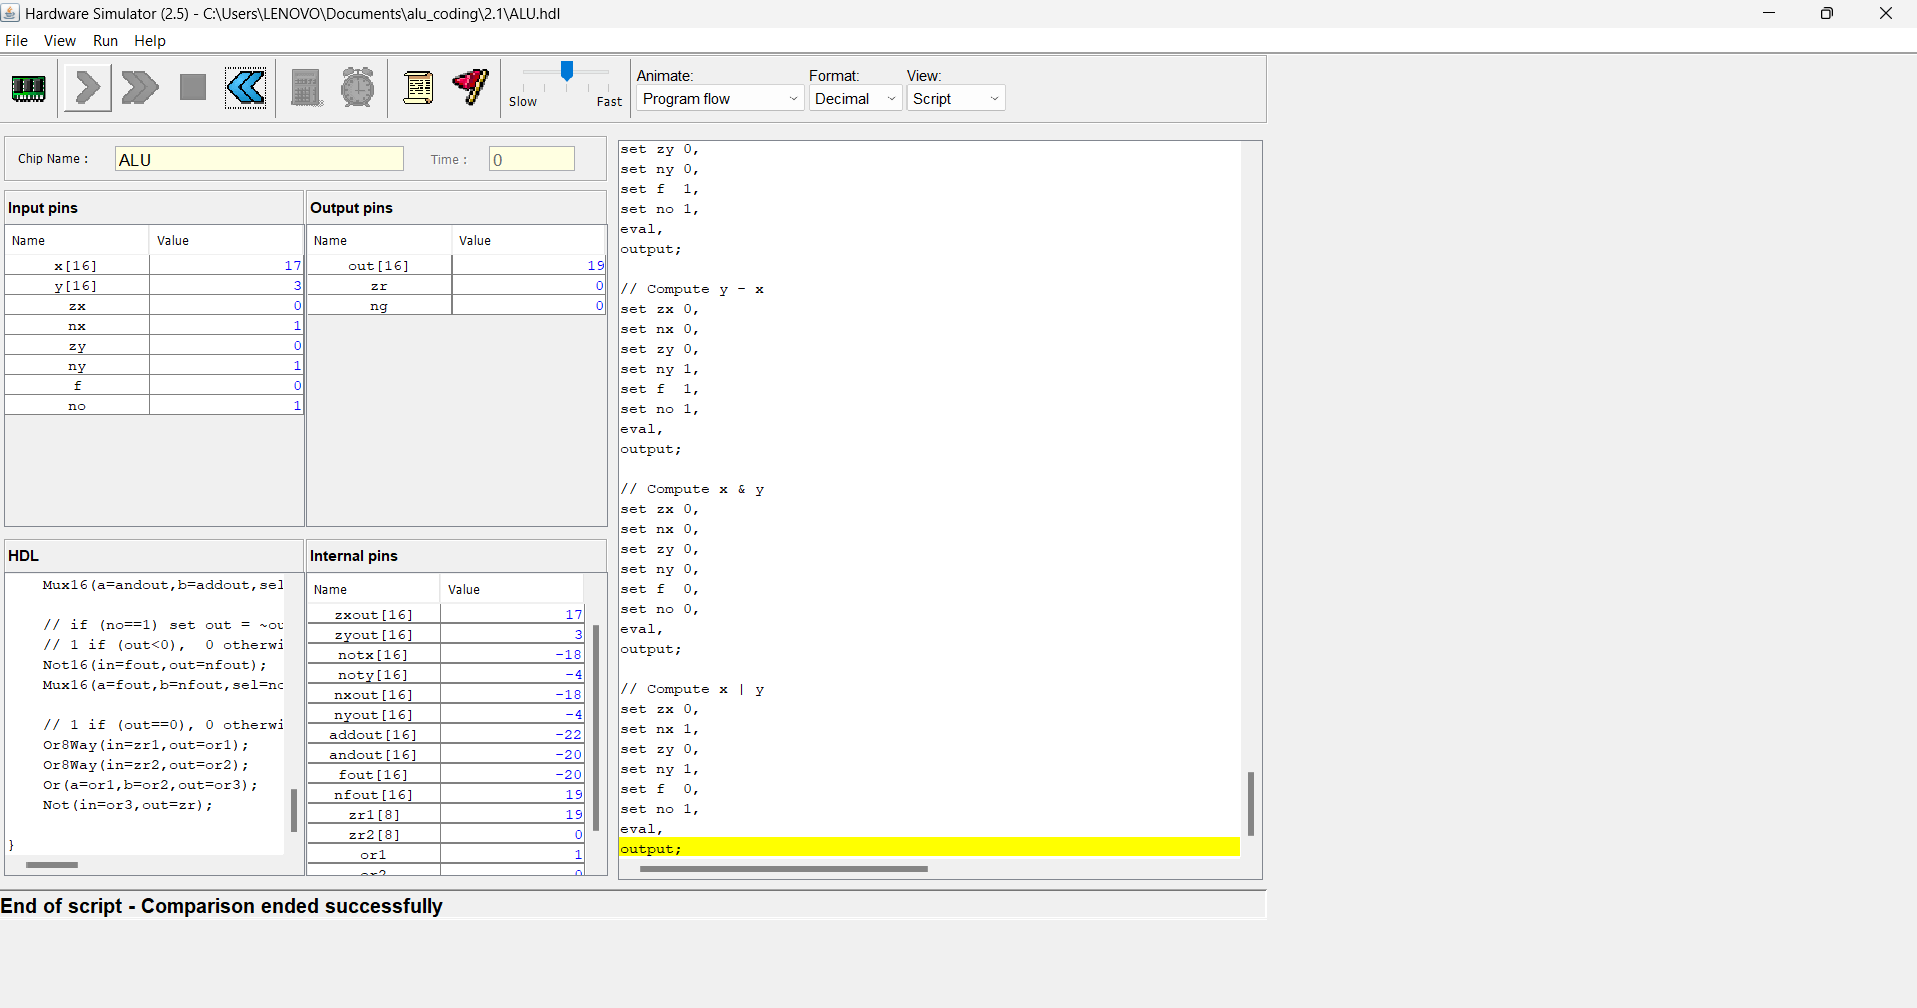 Hardware Simulator (2.5) - C:\Users\LENOVO\Documents\alu_coding\2.1\ALU.hdl
File View Run Help
Slow Fast
Animate: Format: View:
Program flow Decimal Script
Chip Name : ALU Time : 0
Input pins
Name Value
x[16] 17
y[16] 3
zx 0
nx 1
zy 0
ny 1
f 0
no 1
Output pins
Name Value
out[16] 19
zr 0
ng 0
HDL
Mux16(a=andout,b=addout,sel
// if (no==1) set out = ~ou
// 1 if (out<0), 0 otherwi
Not16(in=fout,out=nfout);
Mux16(a=fout,b=nfout,sel=no
// 1 if (out==0), 0 otherwi
Or8Way(in=zr1,out=or1);
Or8Way(in=zr2,out=or2);
Or(a=or1,b=or2,out=or3);
Not(in=or3,out=zr);
}
Internal pins
Name Value
zxout[16] 17
zyout[16] 3
notx[16] -18
noty[16] -4
nxout[16] -18
nyout[16] -4
addout[16] -22
andout[16] -20
fout[16] -20
nfout[16] 19
zr1[8] 19
zr2[8] 0
or1 1
or2 0
set zy 0,
set ny 0,
set f 1,
set no 1,
eval,
output;
// Compute y - x
set zx 0,
set nx 0,
set zy 0,
set ny 1,
set f 1,
set no 1,
eval,
output;
// Compute x & y
set zx 0,
set nx 0,
set zy 0,
set ny 0,
set f 0,
set no 0,
eval,
output;
// Compute x | y
set zx 0,
set nx 1,
set zy 0,
set ny 1,
set f 0,
set no 1,
eval,
output;
End of script - Comparison ended successfully